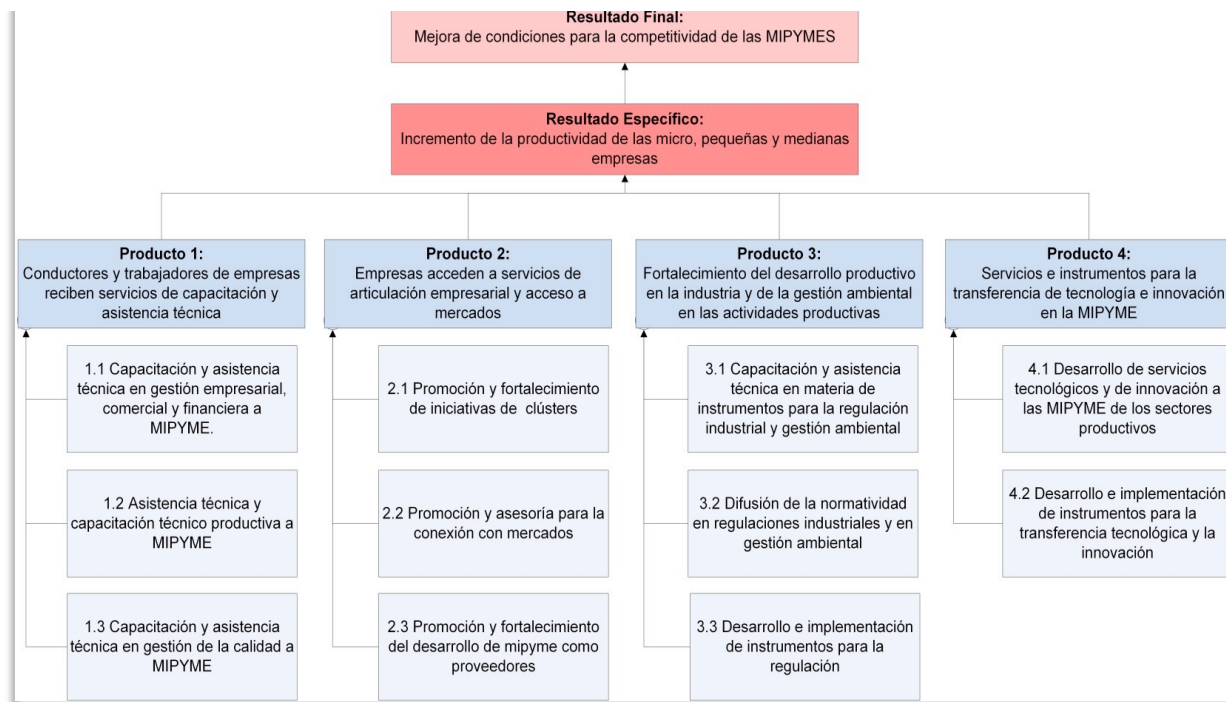 Resultado Final:
Mejora de condiciones para la competitividad de las MIPYMES
Resultado Específico:
Incremento de la productividad de las micro, pequeñas y medianas
empresas
Producto 1:
Conductores y trabajadores de empresas
reciben servicios de capacitación y
asistencia técnica
1.1 Capacitación y asistencia
técnica en gestión empresarial,
comercial y financiera a
MIPYME.
1.2 Asistencia técnica y
capacitación técnico productiva a
MIPYME
1.3 Capacitación y asistencia
técnica en gestión de la calidad a
MIPYME
Producto 2:
Empresas acceden a servicios de
articulación empresarial y acceso a
mercados
2.1 Promoción y fortalecimiento
de iniciativas de clústers
2.2 Promoción y asesoría para la
conexión con mercados
2.3 Promoción y fortalecimiento
del desarrollo de mipyme como
proveedores
Producto 3:
Fortalecimiento del desarrollo productivo
en la industria y de la gestión ambiental
en las actividades productivas
3.1 Capacitación y asistencia
técnica en materia de
instrumentos para la regulación
industrial y gestión ambiental
3.2 Difusión de la normatividad
en regulaciones industriales y en
gestión ambiental
3.3 Desarrollo e implementación
de instrumentos para la
regulación
Producto 4:
Servicios e instrumentos para la
transferencia de tecnología e innovación
en la MIPYME
4.1 Desarrollo de servicios
tecnológicos y de innovación a
las MIPYME de los sectores
productivos
4.2 Desarrollo e implementación
de instrumentos para la
transferencia tecnológica y la
innovación